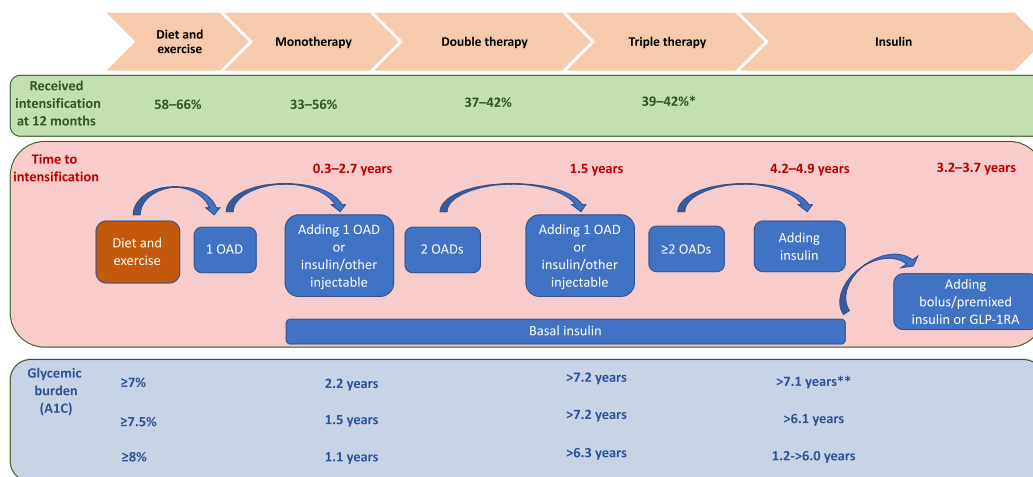 Diet and
exercise
Monotherapy
Double therapy
Triple therapy
Insulin
Received
intensification
at 12 months
58–66%
33–56%
37–42%
39–42%*
Time to
intensification
0.3–2.7 years
1.5 years
4.2–4.9 years
3.2–3.7 years
Diet and
exercise
1 OAD
Adding 1 OAD
or
insulin/other
injectable
2 OADs
Adding 1 OAD
or
insulin/other
injectable
≥2 OADs
Adding
insulin
Adding
bolus/premixed
insulin or GLP-1RA
Basal insulin
Glycemic
burden
(A1C)
≥7%
2.2 years
>7.2 years
>7.1 years**
≥7.5%
1.5 years
>7.2 years
>6.1 years
≥8%
1.1 years
>6.3 years
1.2->6.0 years